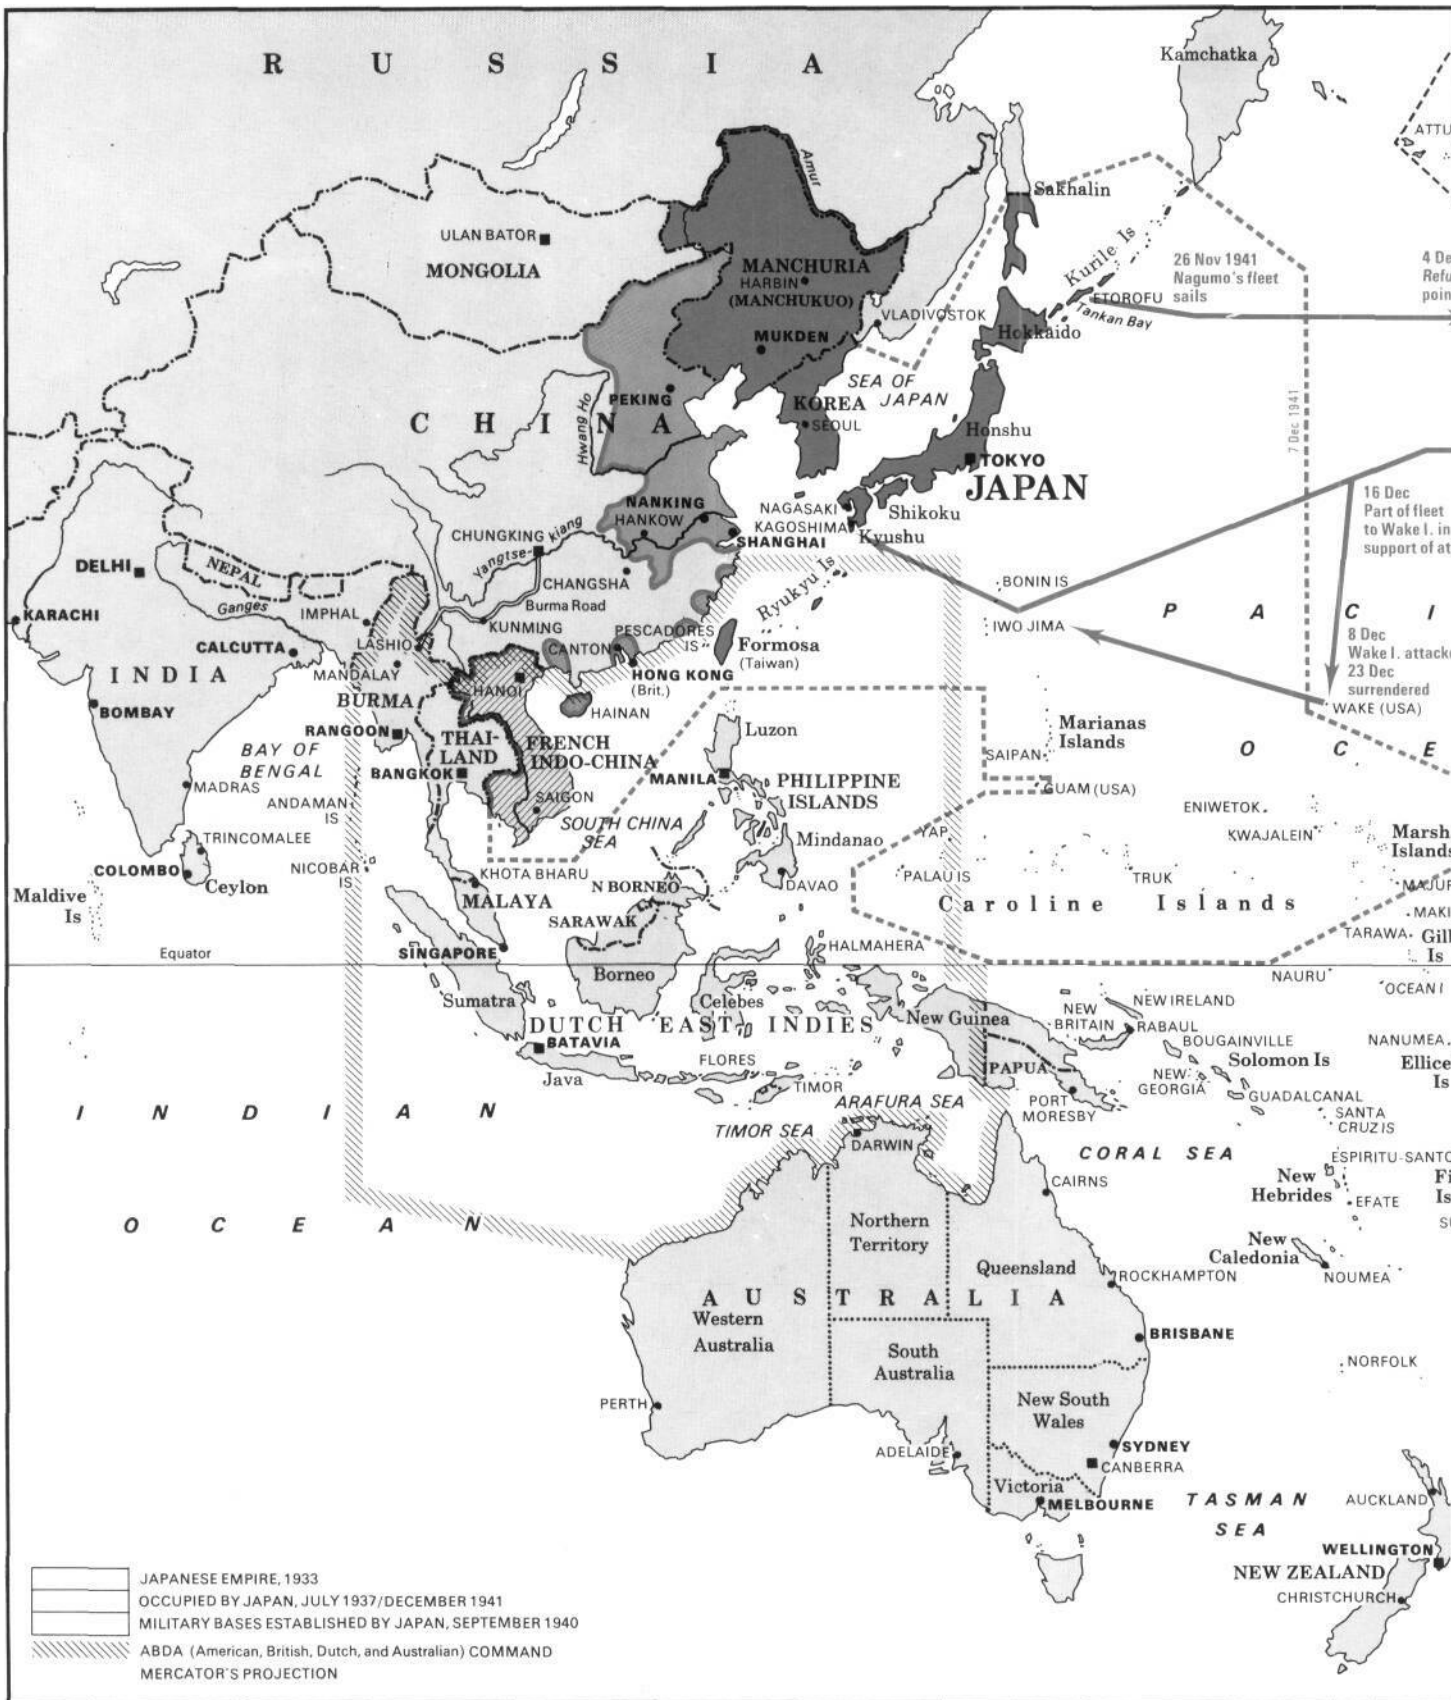 RUSSIA
Kamchatka
ATTU
Amur
Sakhalin
ULAN BATOR
MONGOLIA
MANCHURIA
HARBIN
(MANCHUKUO)
MUKDEN
VLADIVOSTOK
Kurile Is
ETOROFU
Tankan Bay
Hokkaido
26 Nov 1941
Nagumo's fleet
sails
4 De
Refu
poin
SEA OF
JAPAN
PEKING
KOREA
SEOUL
CHINA
Hwang Ho
Honshu
TOKYO
JAPAN
7 Dec 1941
NANKING
HANKOW
NAGASAKI
KAGOSHIMA
Shikoku
Kyushu
SHANGHAI
CHUNGKING
Yangtse-kiang
CHANGSHA
Burma Road
KUNMING
16 Dec
Part of fleet
to Wake I. in
support of at
DELHI
NEPAL
Ganges
IMPHAL
KARACHI
CALCUTTA
LASHIO
MANDALAY
INDIA
BURMA
BOMBAY
RANGOON
Ryukyu Is
BONIN IS
IWO JIMA
PACI
8 Dec
Wake I. attacke
23 Dec
surrendered
WAKE (USA)
PESCADORES
IS
CANTON
Formosa
(Taiwan)
HONG KONG
(Brit.)
HANOI
HAINAN
BAY OF
BENGAL
THAI-
LAND
FRENCH
INDO-CHINA
BANGKOK
SAIGON
MADRAS
ANDAMAN
IS
Luzon
MANILA
PHILIPPINE
ISLANDS
Marianas
Islands
SAIPAN
GUAM (USA)
OCE
ENIWETOK
KWAJALEIN
Marsh
Islands
SOUTH CHINA
SEA
Mindanao
YAP
TRINCOMALEE
COLOMBO
Ceylon
NICOBAR
IS
KHOTA BHARU
MALAYA
N BORNEO
DAVAO
PALAU IS
TRUK
MAJUR
Maldive
Is
SARAWAK
Caroline Islands
MAKI
TARAWA
Gill
Is
Equator
SINGAPORE
HALMAHERA
Borneo
Sumatra
Celebes
NAURU
OCEAN I
DUTCH EAST INDIES
New Guinea
NEW
BRITAIN
NEW IRELAND
RABAUL
BOUGAINVILLE
NANUMEA
BATAVIA
Java
FLORES
TIMOR
PAPUA
NEW
GEORGIA
Solomon Is
Ellice
Is
GUADALCANAL
PORT
MORESBY
SANTA
CRUZ IS
INDIAN
OCEAN
TIMOR SEA
ARAFURA SEA
DARWIN
CORAL SEA
CAIRNS
ESPIRITU-SANTO
New
Hebrides
EFATE
Fi
Is
SU
Northern
Territory
New
Caledonia
NOUMEA
Queensland
ROCKHAMPTON
AUSTRALIA
Western
Australia
BRISBANE
South
Australia
NORFOLK
New South
Wales
PERTH
ADELAIDE
SYDNEY
CANBERRA
Victoria
MELBOURNE
TASMAN
SEA
AUCKLAND
WELLINGTON
NEW ZEALAND
CHRISTCHURCH
JAPANESE EMPIRE, 1933
OCCUPIED BY JAPAN, JULY 1937/DECEMBER 1941
MILITARY BASES ESTABLISHED BY JAPAN, SEPTEMBER 1940
ABDA (American, British, Dutch, and Australian) COMMAND
MERCATOR'S PROJECTION